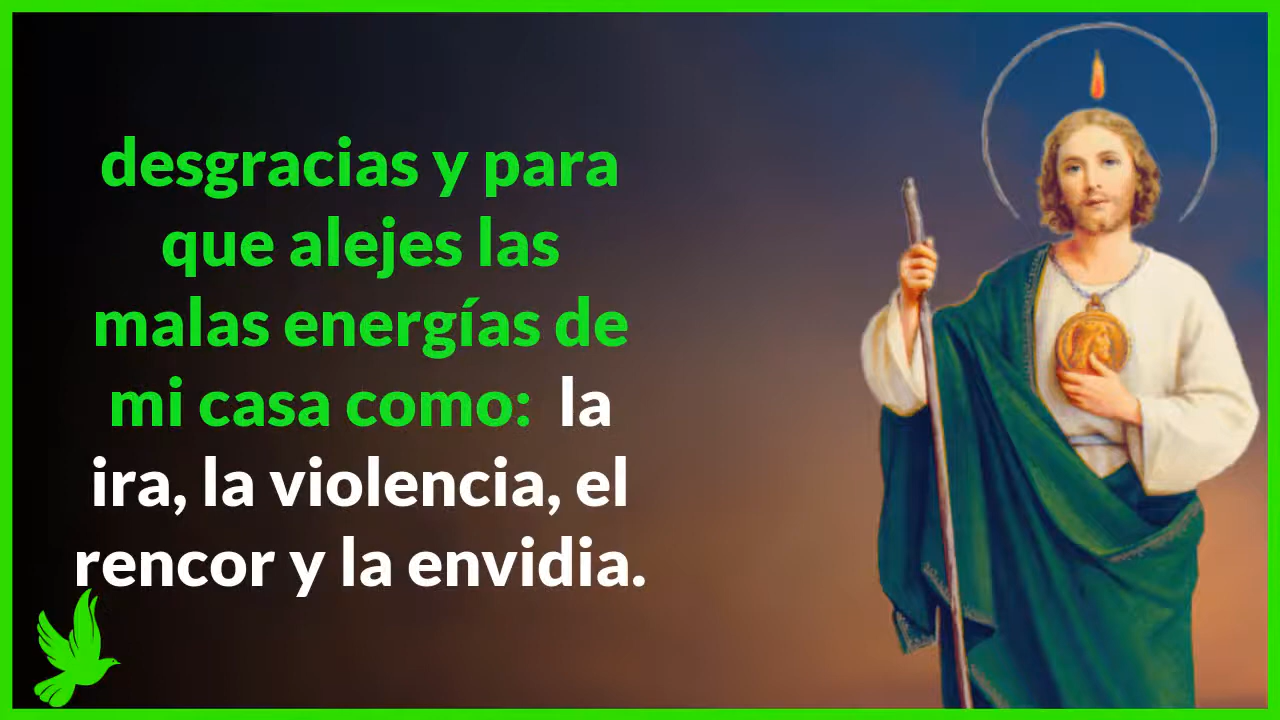 desgracias y para
que alejes las
malas energías de
mi casa como: la
ira, la violencia, el
rencor y la envidia.